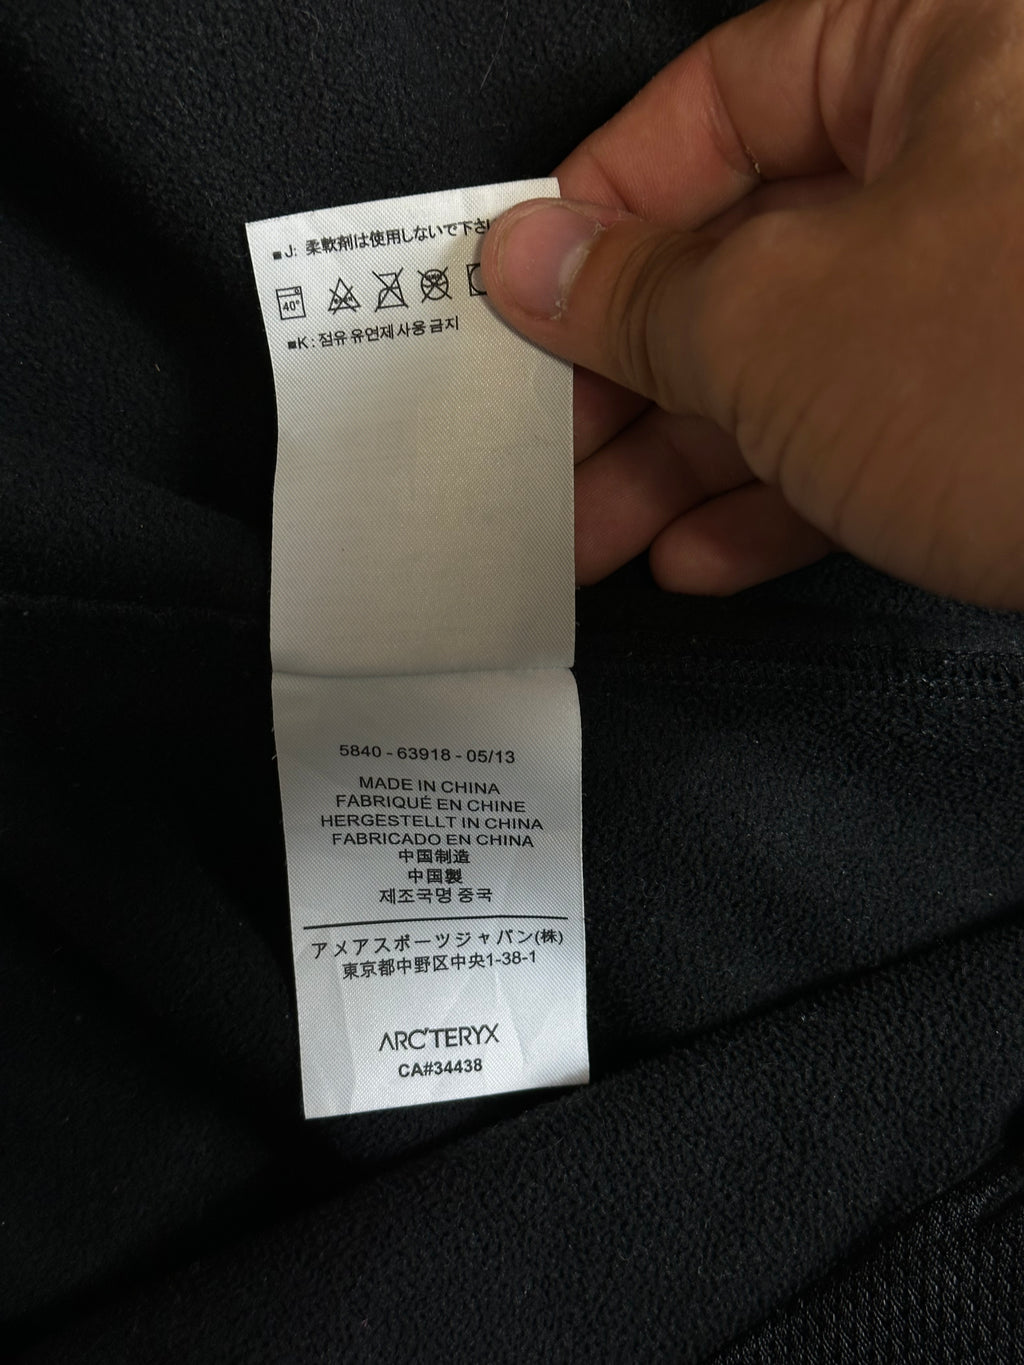 ■J: 柔軟剤は使用しないで下さい
40°
■K: 점유 유연제 사용 금지
5840 - 63918 - 05/13
MADE IN CHINA
FABRIQUÉ EN CHINE
HERGESTELLT IN CHINA
FABRICADO EN CHINA
中国制造
中国製
제조국명 중국
アメアスポーツジャパン(株)
東京都中野区中央1-38-1
ARC'TERYX
CA#34438